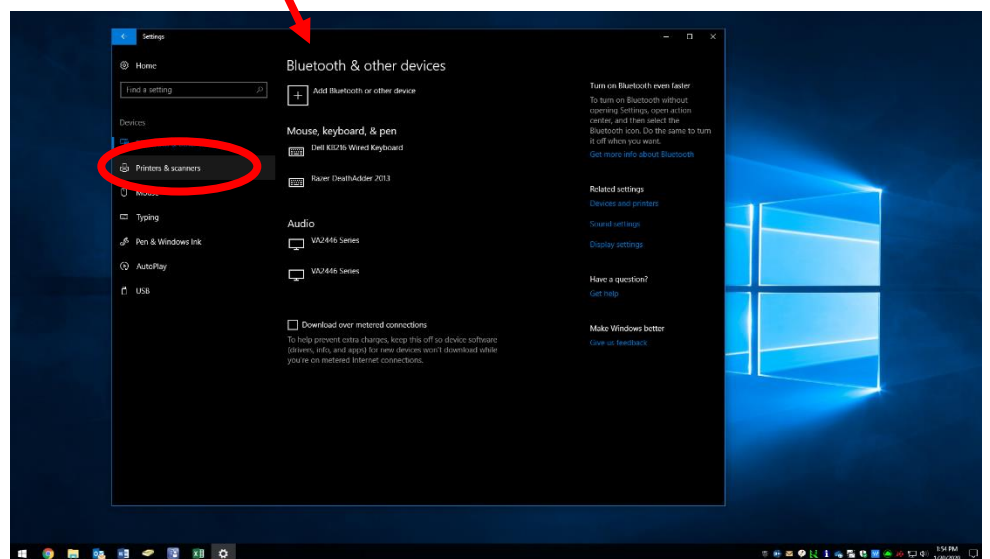 Settings
Home
Find a setting
Devices
Printers & scanners
Mouse
Typing
Pen & Windows Ink
AutoPlay
USB
Bluetooth & other devices
Add Bluetooth or other device
Mouse, keyboard, & pen
Dell KB216 Wired Keyboard
Razer DeathAdder 2013
Audio
VA2446 Series
VA2446 Series
Download over metered connections
To help prevent extra charges, keep this off so device software
(drivers, info, and apps) for new devices won't download while
you're on metered Internet connections.
Turn on Bluetooth even faster
To turn on Bluetooth without
opening Settings, open action
center, and then select the
Bluetooth icon. Do the same to turn
it off when you want.
Get more info about Bluetooth
Related settings
Devices and printers
Sound settings
Display settings
Have a question?
Get help
Make Windows better
Give us feedback
1:54 PM